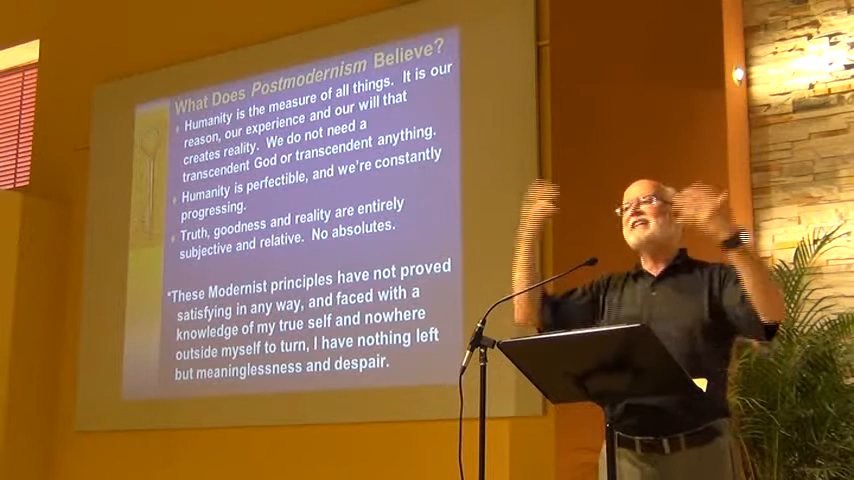 What Does Postmodernism Believe?
Humanity is the measure of all things. It is our
reason, our experience and our will that
creates reality. We do not need a
transcendent God or transcendent anything.
Humanity is perfectible, and we're constantly
progressing.
Truth, goodness and reality are entirely
subjective and relative. No absolutes.
*These Modernist principles have not proved
satisfying in any way, and faced with a
knowledge of my true self and nowhere
outside myself to turn, I have nothing left
but meaninglessness and despair.